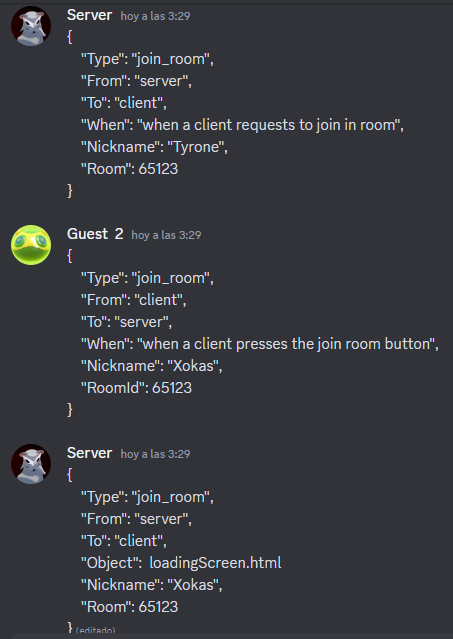 Server hoy a las 3:29
{
"Type": "join_room",
"From": "server",
"To": "client",
"When": "when a client requests to join in room",
"Nickname": "Tyrone",
"Room": 65123
}
Guest 2 hoy a las 3:29
{
"Type": "join_room",
"From": "client",
"To": "server",
"When": "when a client presses the join room button",
"Nickname": "Xokas",
"RoomId": 65123
}
Server hoy a las 3:29
{
"Type": "join_room",
"From": "server",
"To": "client",
"Object": loadingScreen.html
"Nickname": "Xokas",
"Room": 65123
} (editado)